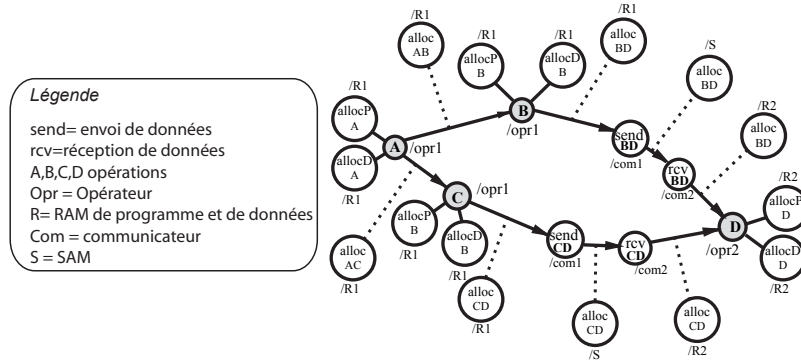 Légende
send= envoi de données
rcv=réception de données
A,B,C,D opérations
Opr = Opérateur
R= RAM de programme et de données
Com = communicateur
S = SAM
/R1
alloc
AB
/R1
allocP
B
/R1
allocD
B
/R1
alloc
BD
/S
alloc
BD
/R2
alloc
BD
/R1
allocP
A
allocD
A
/R1
A
/opr1
B
/opr1
send
BD
/com1
rcv
BD
/com2
C
/opr1
allocP
B
/R1
allocD
B
/R1
alloc
AC
/R1
alloc
CD
/R1
send
CD
/com1
rcv
CD
/com2
alloc
CD
/S
alloc
CD
/R2
D
/opr2
/R2
allocP
D
allocD
D
/R2